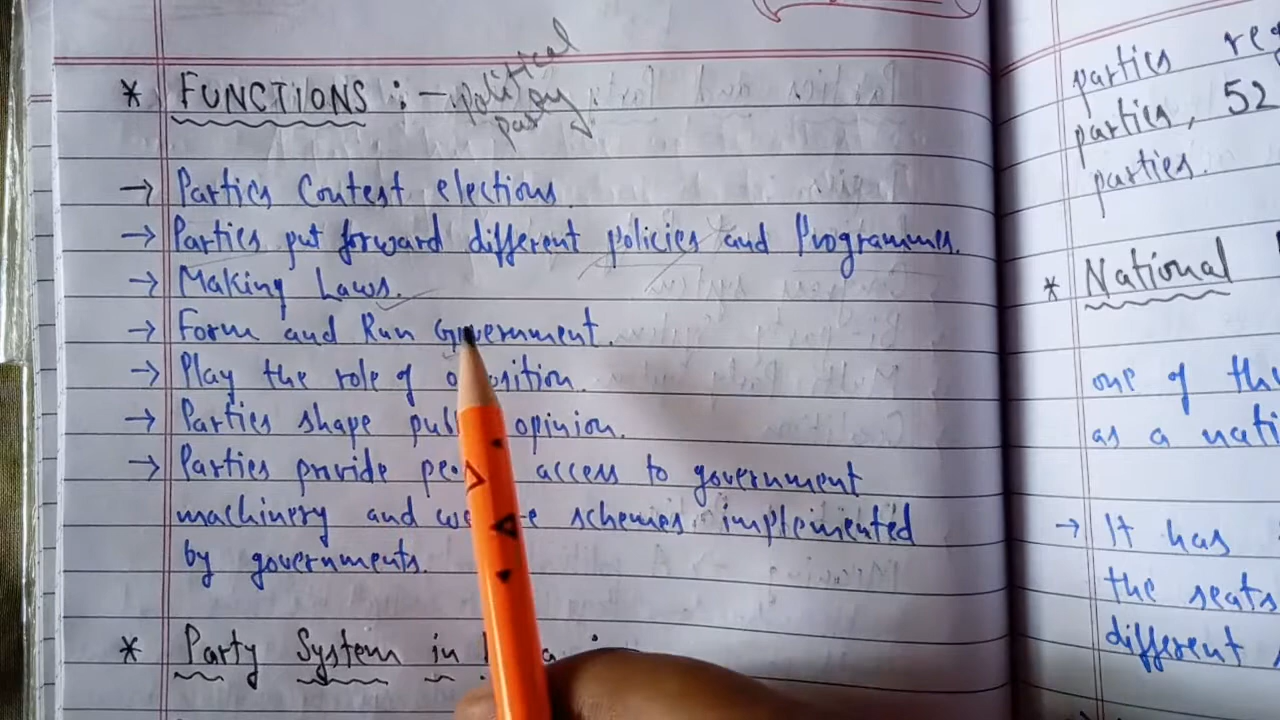 * FUNCTIONS : - political
party
→ Parties Contest elections.
→ Parties put forward different policies and Programmes.
→ Making Laws.
→ Form and Run Government.
→ Play the role of
→ Parties shape opinion.
→ Parties provide access to government
machinery and schemes implemented
by governments.
* Party System in
parties
parties, 52
parties.
* National
one of
as a
→ It has
the seats
different